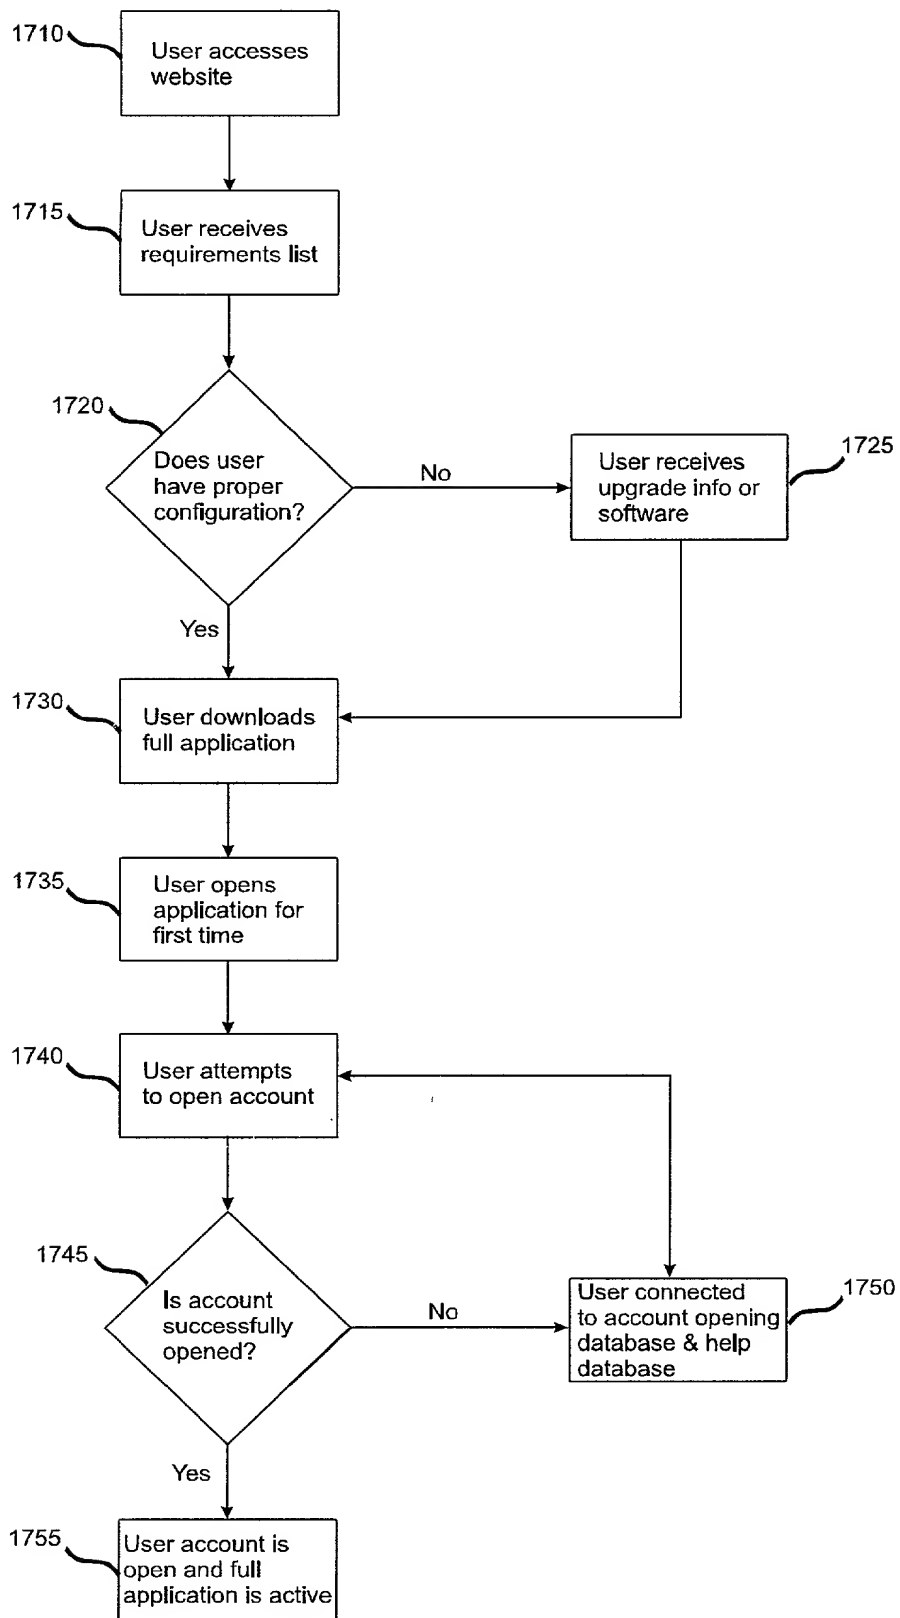 1710
User accesses
website
1715
User receives
requirements list
1720
Does user
have proper
configuration?
No
User receives
upgrade info or
software
1725
Yes
1730
User downloads
full application
1735
User opens
application for
first time
1740
User attempts
to open account
1745
Is account
successfully
opened?
No
User connected
to account opening
database & help
database
1750
Yes
1755
User account is
open and full
application is active